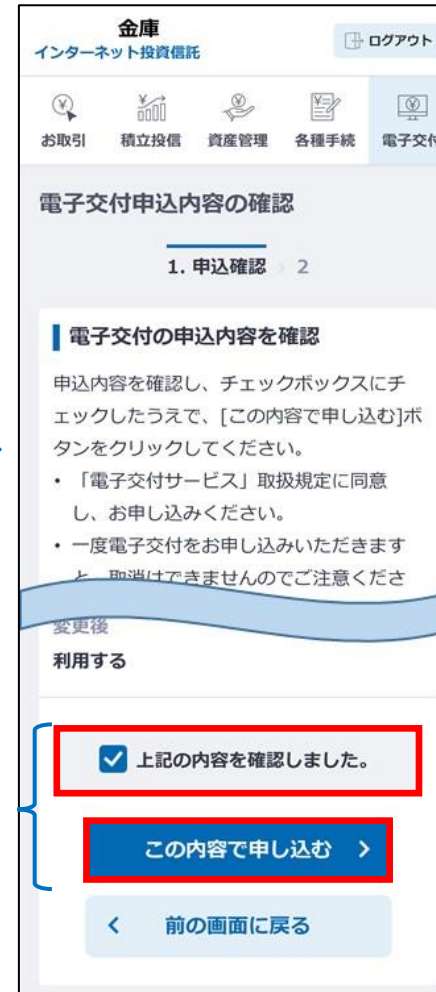 金庫
インターネット投資信託
ログアウト
お取引
積立投信
資産管理
各種手続
電子交付
電子交付申込内容の確認
1. 申込確認
2
電子交付の申込内容を確認
申込内容を確認し、チェックボックスにチ
ェックしたうえで、[この内容で申し込む]ボ
タンをクリックしてください。
・ 「電子交付サービス」取扱規定に同意
し、お申し込みください。
・ 一度電子交付をお申し込みいただきます
と、取消はできませんのでご注意くださ
変更後
利用する
上記の内容を確認しました。
この内容で申し込む
前の画面に戻る